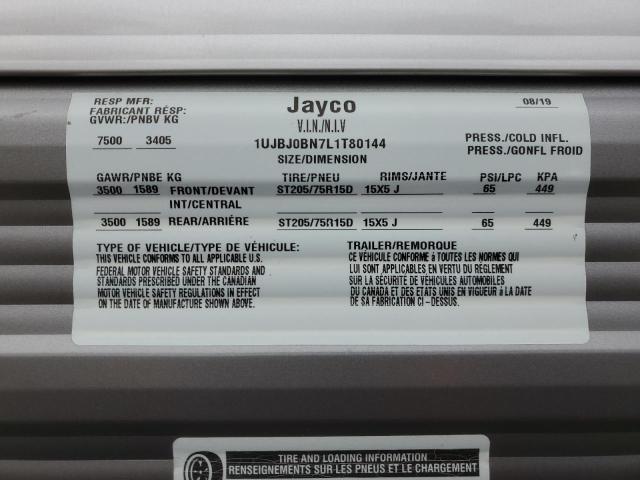 RESP MFR: Jayco 08/19
FABRICANT RÉSP:
GVWR:/PNBV KG V.I.N./N.I.V
7500 3405 1UJBJ0BN7L1T80144 PRESS./COLD INFL.
SIZE/DIMENSION PRESS./GONFL FROID
GAWR/PNBE KG TIRE/PNEU RIMS/JANTE PSI/LPC KPA
3500 1589 FRONT/DEVANT ST205/75R15D 15X5 J 65 449
INT/CENTRAL
3500 1589 REAR/ARRIÈRE ST205/75R15D 15X5 J 65 449
TYPE OF VEHICLE/TYPE DE VÉHICULE: TRAILER/REMORQUE
THIS VEHICLE CONFORMS TO ALL APPLICABLE U.S.
FEDERAL MOTOR VEHICLE SAFETY STANDARDS AND
STANDARDS PRESCRIBED UNDER THE CANADIAN
MOTOR VEHICLE SAFETY REGULATIONS IN EFFECT
ON THE DATE OF MANUFACTURE SHOWN ABOVE.
CE VÉHICULE CONFORME à TOUTES LES NORMES QUI
LUI SONT APPLICABLES EN VERTU DU RÈGLEMENT
SUR LA SÉCURITÉ DE VÉHICULES AUTOMOBILES
DU CANADA ET DES ETATS UNIS EN VIGUEUR à LA DATE
DE SA FABRICATION CI-DESSUS.
TIRE AND LOADING INFORMATION
RENSEIGNEMENTS SUR LES PNEUS ET LE CHARGEMENT